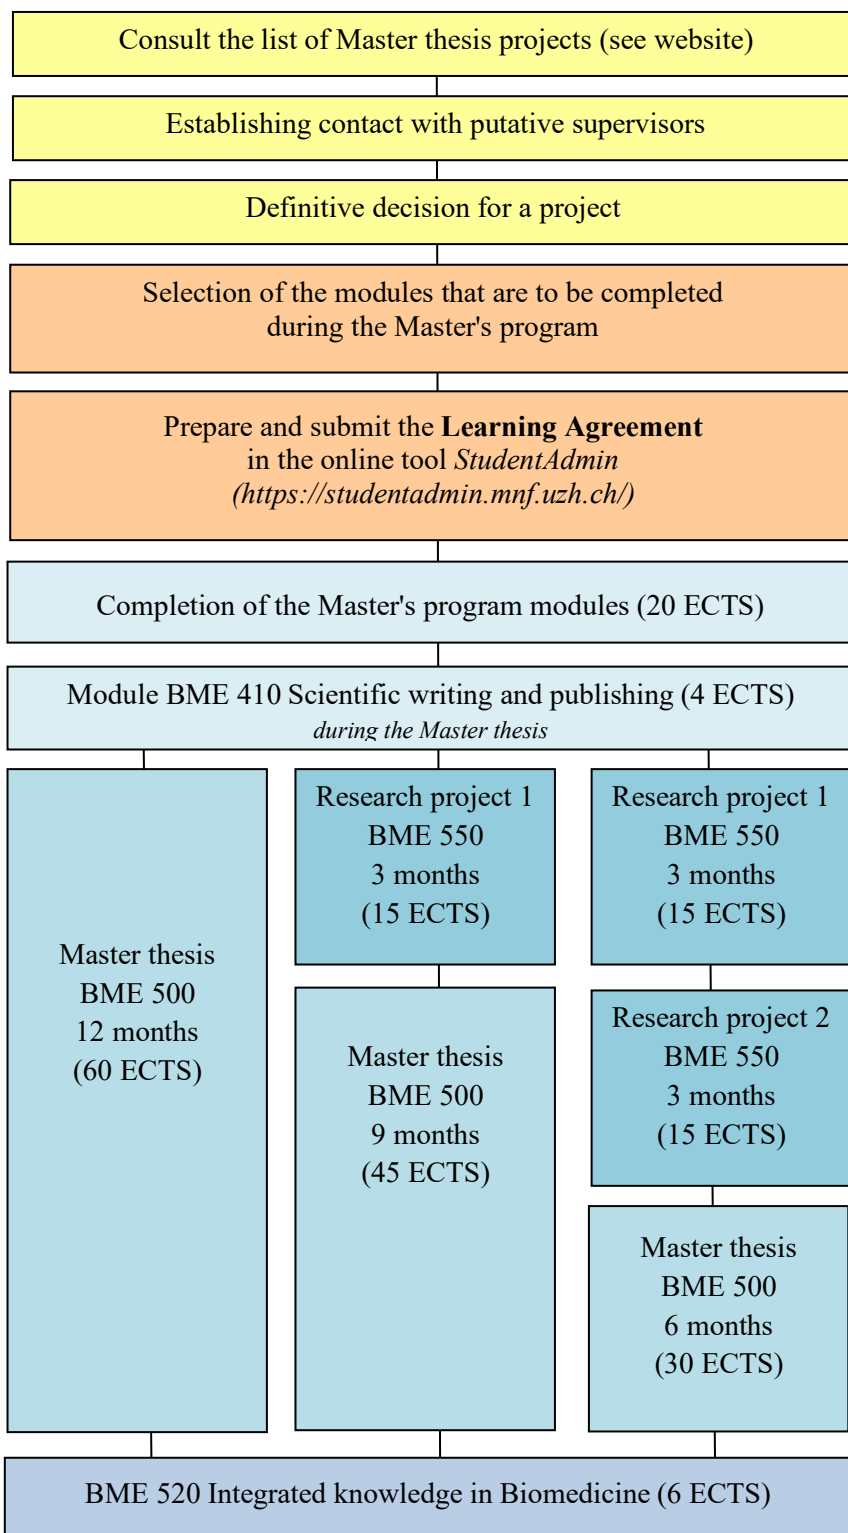 Consult the list of Master thesis projects (see website)
Establishing contact with putative supervisors
Definitive decision for a project
Selection of the modules that are to be completed
during the Master's program
Prepare and submit the Learning Agreement
in the online tool StudentAdmin
(https://studentadmin.mnf.uzh.ch/)
Completion of the Master's program modules (20 ECTS)
Module BME 410 Scientific writing and publishing (4 ECTS)
during the Master thesis
Master thesis
BME 500
12 months
(60 ECTS)
Research project 1
BME 550
3 months
(15 ECTS)
Master thesis
BME 500
9 months
(45 ECTS)
Research project 1
BME 550
3 months
(15 ECTS)
Research project 2
BME 550
3 months
(15 ECTS)
Master thesis
BME 500
6 months
(30 ECTS)
BME 520 Integrated knowledge in Biomedicine (6 ECTS)